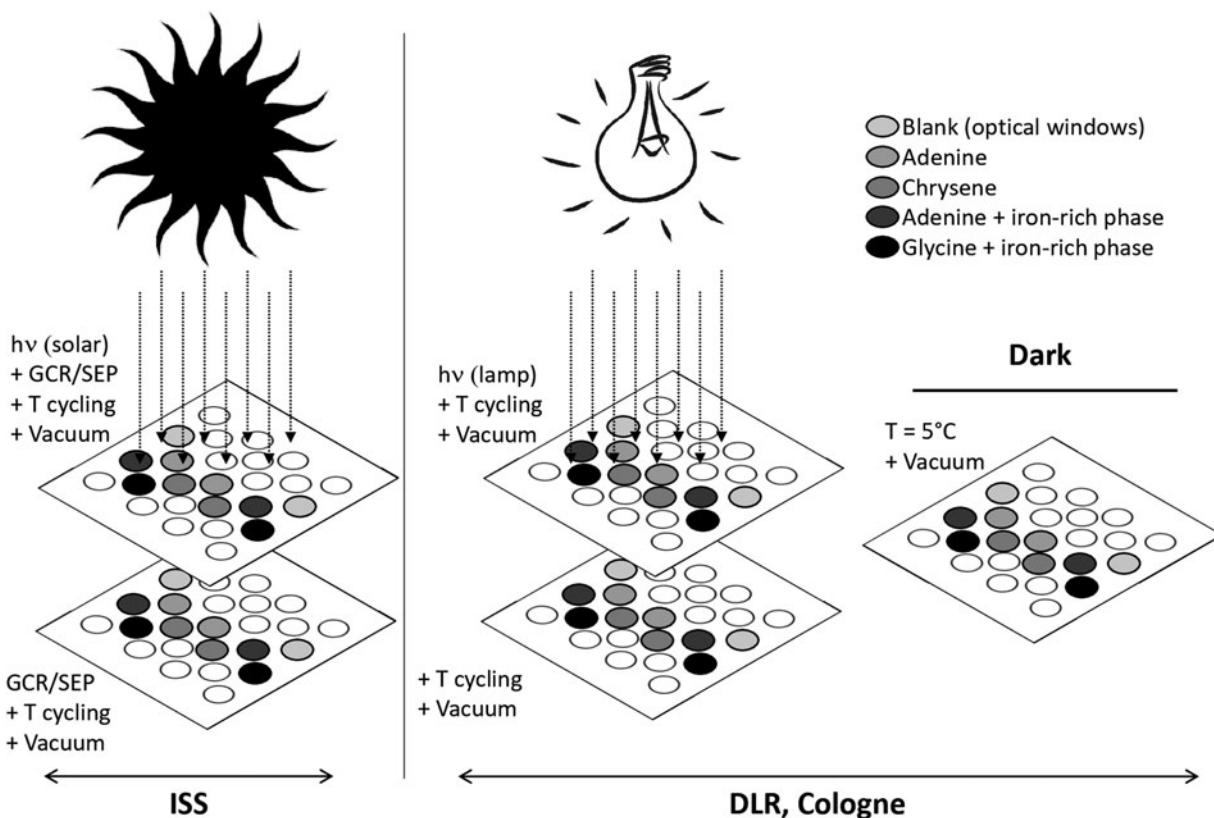 hν (solar)
+ GCR/SEP
+ T cycling
+ Vacuum
GCR/SEP
+ T cycling
+ Vacuum
ISS
hν (lamp)
+ T cycling
+ Vacuum
+ T cycling
+ Vacuum
Blank (optical windows)
Adenine
Chrysene
Adenine + iron-rich phase
Glycine + iron-rich phase
Dark
T = 5°C
+ Vacuum
DLR, Cologne